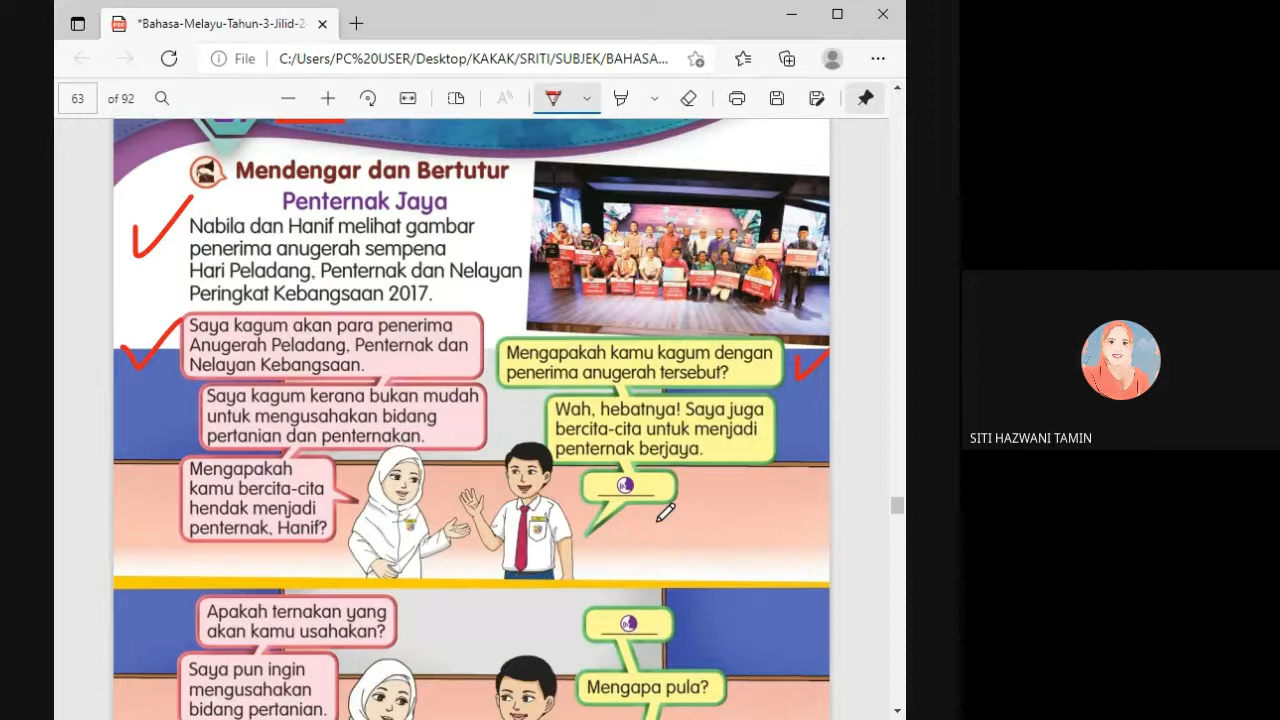 *Bahasa-Melayu-Tahun-3-Jilid-2-
File
C:/Users/PC%20USER/Desktop/KAKAK/SRITI/SUBJEK/BAHASA...
63 of 92
Mendengar dan Bertutur
Penternak Jaya
Nabila dan Hanif melihat gambar
penerima anugerah sempena
Hari Peladang, Penternak dan Nelayan
Peringkat Kebangsaan 2017.
Saya kagum akan para penerima
Anugerah Peladang, Penternak dan
Nelayan Kebangsaan.
Mengapakah kamu kagum dengan
penerima anugerah tersebut?
Saya kagum kerana bukan mudah
untuk mengusahakan bidang
pertanian dan penternakan.
Wah, hebatnya! Saya juga
bercita-cita untuk menjadi
penternak berjaya.
Mengapakah
kamu bercita-cita
hendak menjadi
penternak, Hanif?
Apakah ternakan yang
akan kamu usahakan?
Saya pun ingin
mengusahakan
bidang pertanian.
Mengapa pula?
SITI HAZWANI TAMIN